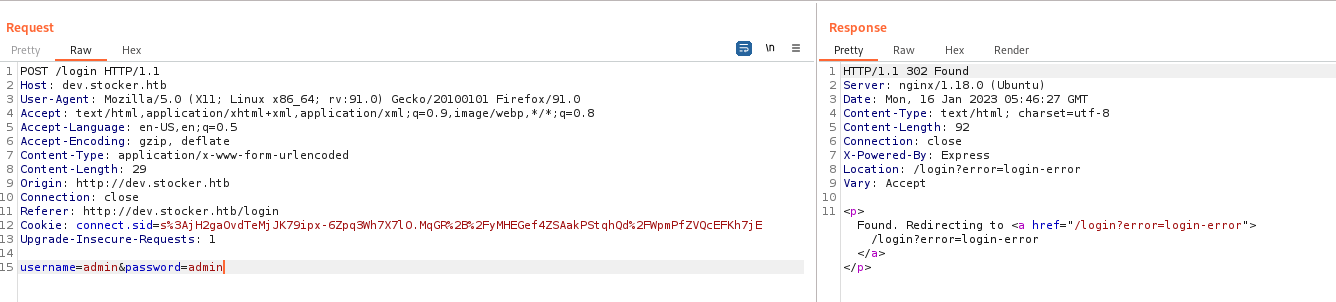 Request
Pretty Raw Hex \n
1 POST /login HTTP/1.1
2 Host: dev.stocker.htb
3 User-Agent: Mozilla/5.0 (X11; Linux x86_64; rv:91.0) Gecko/20100101 Firefox/91.0
4 Accept: text/html,application/xhtml+xml,application/xml;q=0.9,image/webp,*/*;q=0.8
5 Accept-Language: en-US,en;q=0.5
6 Accept-Encoding: gzip, deflate
7 Content-Type: application/x-www-form-urlencoded
8 Content-Length: 29
9 Origin: http://dev.stocker.htb
10 Connection: close
11 Referer: http://dev.stocker.htb/login
12 Cookie: connect.sid=s%3AjH2gaOvdTeMjJK79ipx-6Zpq3Wh7X7lO.MqGR%2B%2FyMHEGef4ZSAakPStqhQd%2FWpmPfZVQcEFKh7jE
13 Upgrade-Insecure-Requests: 1
14
15 username=admin&password=admin
Response
Pretty Raw Hex Render
1 HTTP/1.1 302 Found
2 Server: nginx/1.18.0 (Ubuntu)
3 Date: Mon, 16 Jan 2023 05:46:27 GMT
4 Content-Type: text/html; charset=utf-8
5 Content-Length: 92
6 Connection: close
7 X-Powered-By: Express
8 Location: /login?error=login-error
9 Vary: Accept
10
11 <p>
Found. Redirecting to <a href="/login?error=login-error">
/login?error=login-error
</a>
</p>